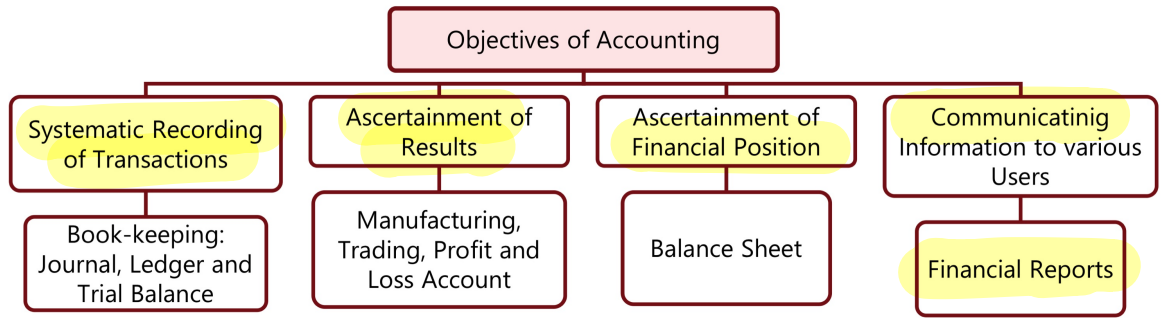 Objectives of Accounting
Systematic Recording
of Transactions
Ascertainment of
Results
Ascertainment of
Financial Position
Communicatinig
Information to various
Users
Book-keeping:
Journal, Ledger and
Trial Balance
Manufacturing,
Trading, Profit and
Loss Account
Balance Sheet
Financial Reports